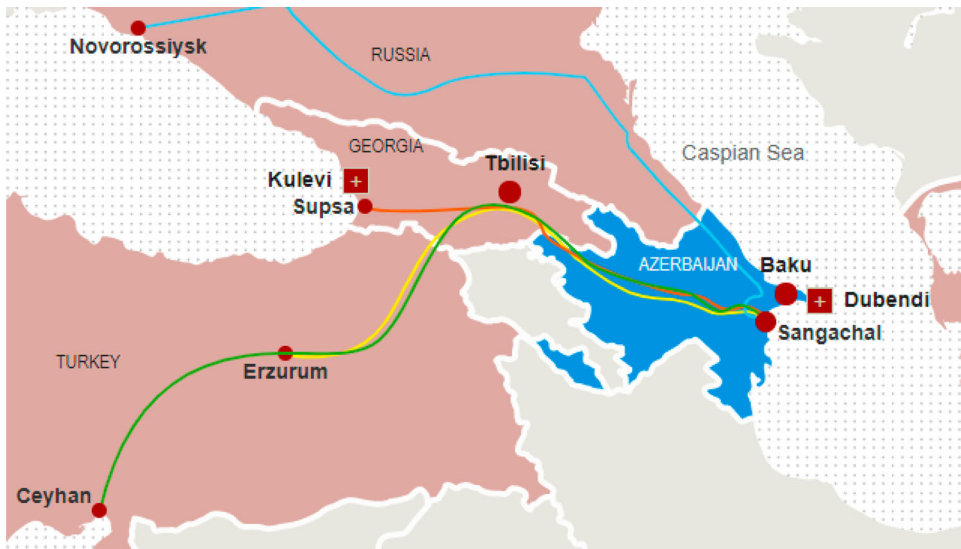 Novorossiysk
RUSSIA
GEORGIA
Caspian Sea
Tbilisi
Kulevi
Supsa
AZERBAIJAN
Baku
Dubendi
Sangachal
TURKEY
Erzurum
Ceyhan